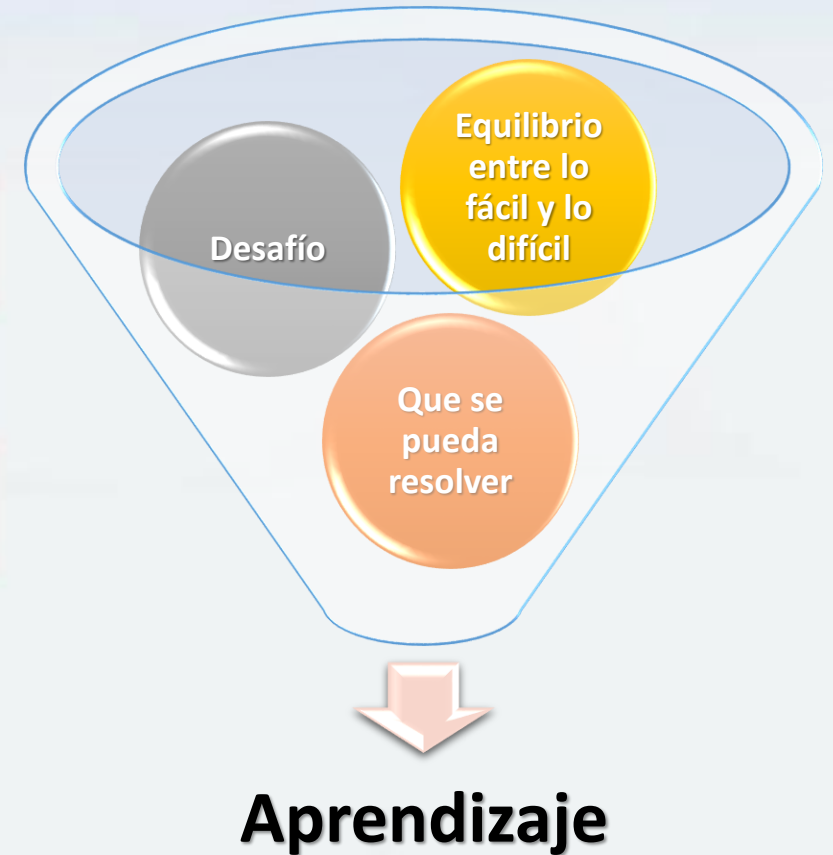 Equilibrio
entre lo
fácil y lo
difícil
Desafío
Que se
pueda
resolver
Aprendizaje